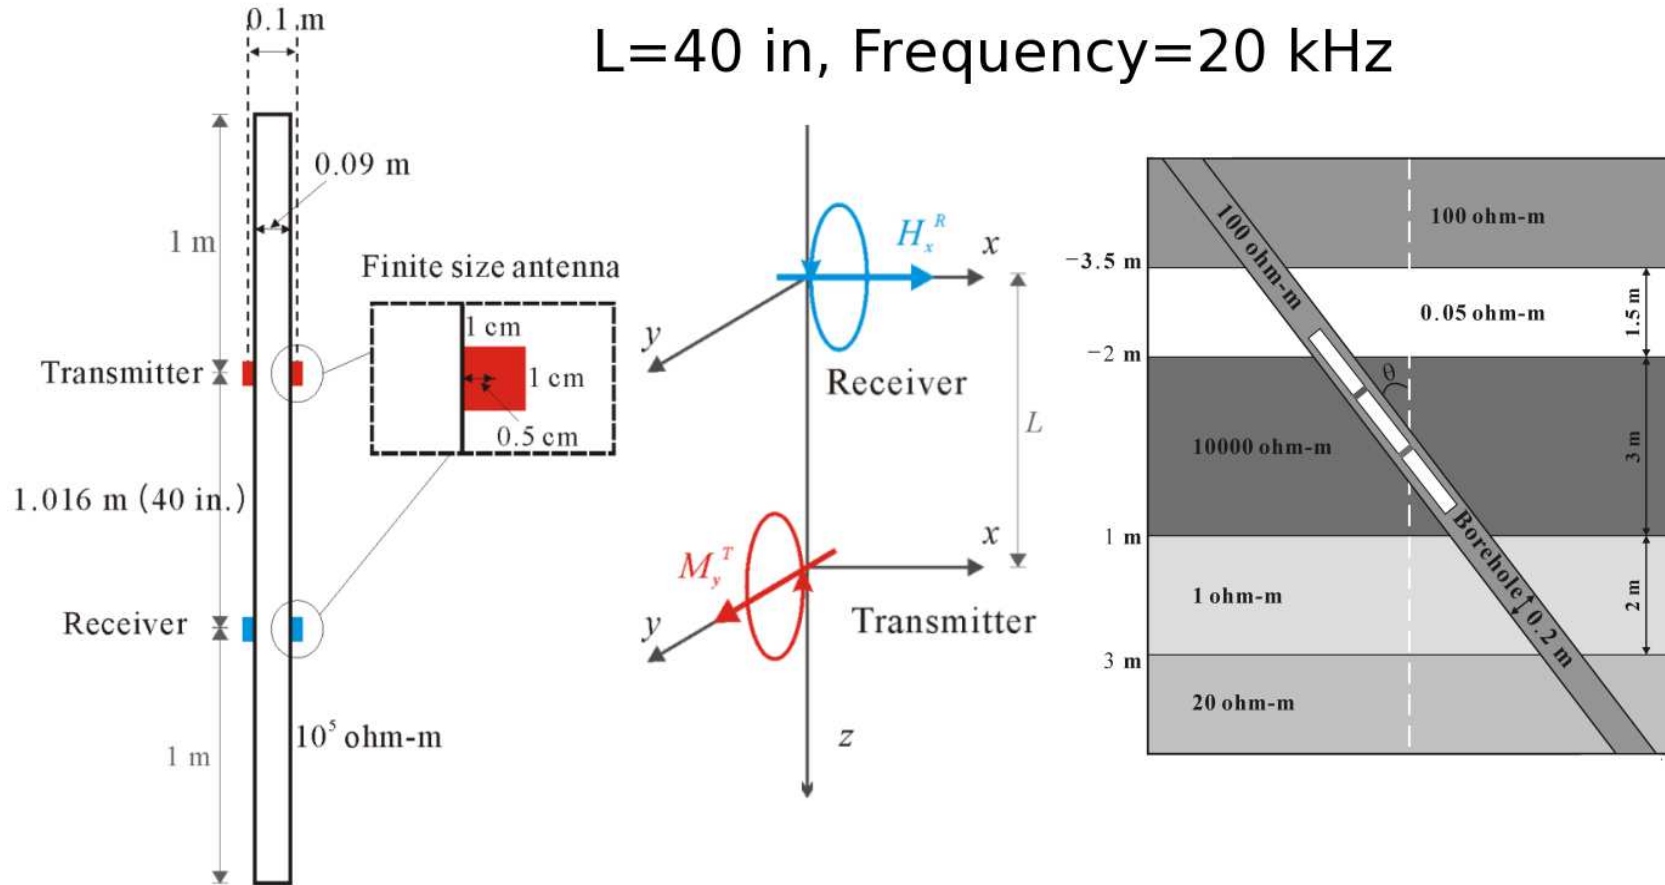 L=40 in, Frequency=20 kHz
0.1 m
0.09 m
1 m
Finite size antenna
1 cm
1 cm
0.5 cm
Transmitter
1.016 m (40 in.)
Receiver
10⁵ ohm-m
1 m
Hₓᴿ
x
y
Receiver
L
M_yᵀ
x
y
Transmitter
z
100 ohm-m
100 ohm-m
−3.5 m
0.05 ohm-m
1.5 m
−2 m
θ
10000 ohm-m
3 m
1 m
Borehole
1 ohm-m
2 m
0.2 m
3 m
20 ohm-m